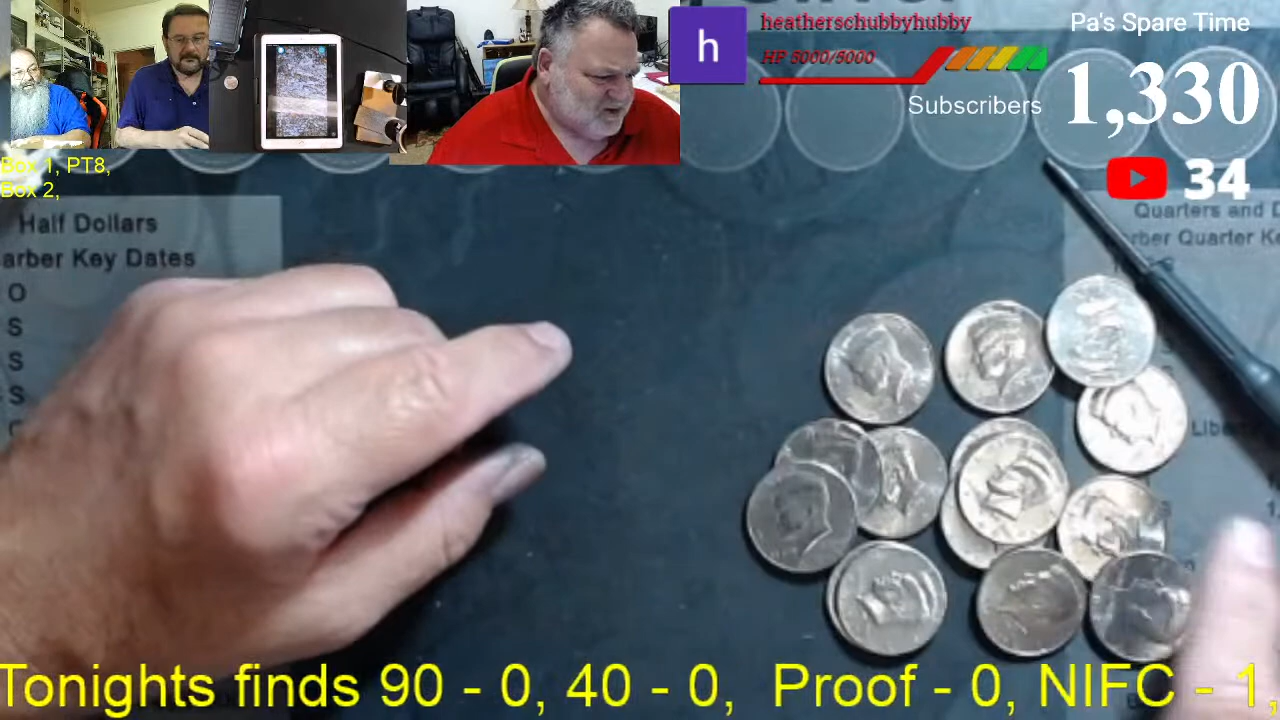 h
heatherschubbyhubby
HP 5000/5000
Pa's Spare Time
Subscribers 1,330
34
Box 1, PT8,
Box 2,
Half Dollars
arber Key Dates
O
S
S
S
Quarters and D
rber Quarter Ke
Tonights finds 90 - 0, 40 - 0, Proof - 0, NIFC - 1,